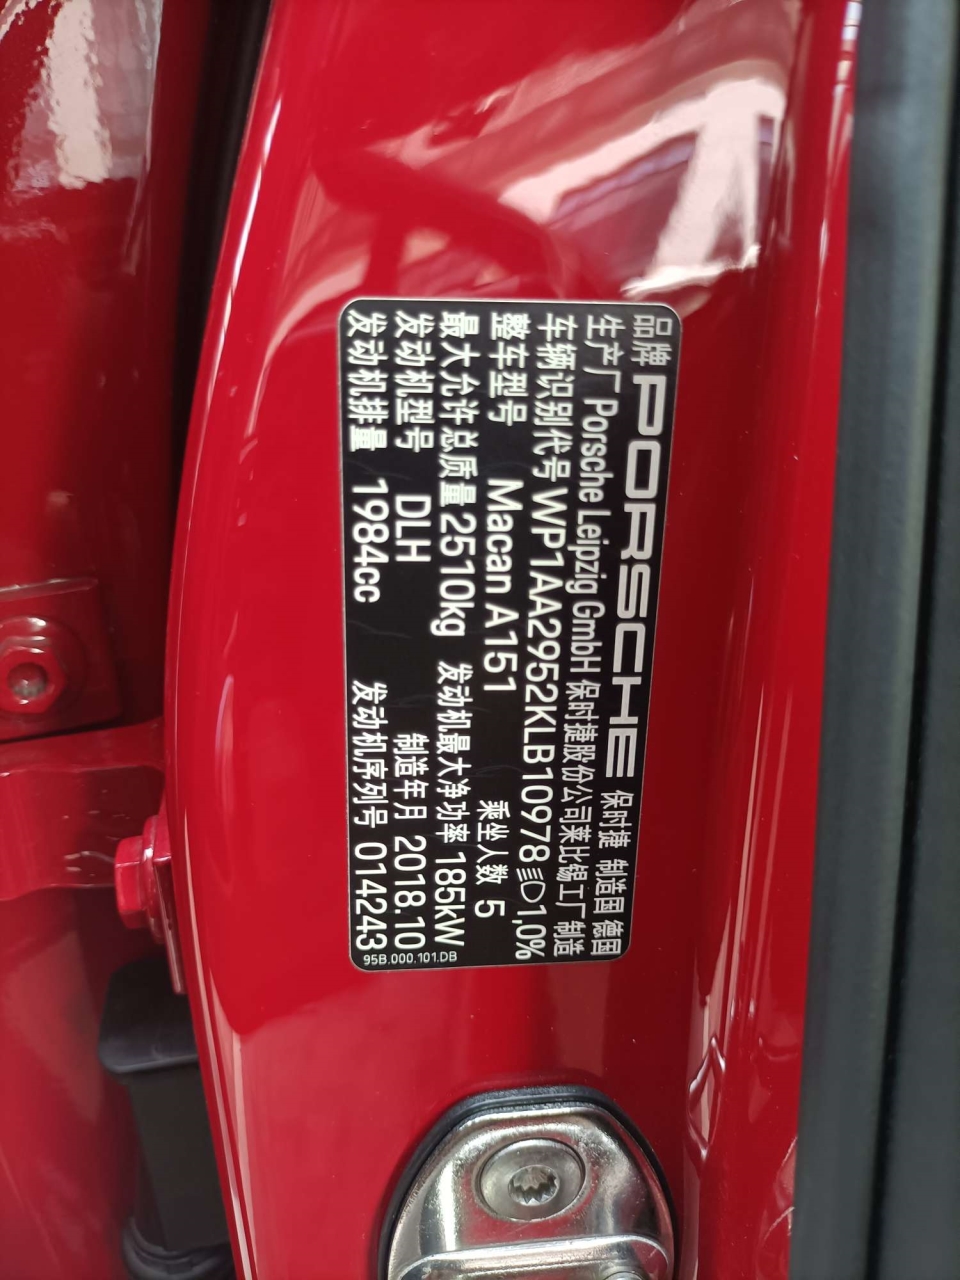 品牌 PORSCHE 保时捷 制造国 德国
生产厂 Porsche Leipzig GmbH 保时捷股份公司莱比锡工厂 制造
车辆识别代号 WP1AA2952KLB10978 1,0%
整车型号 Macan A151 乘坐人数 5
最大允许总质量 2510kg 发动机最大净功率 185kW
发动机型号 DLH 制造年月 2018.10
发动机排量 1984cc 发动机序列号 014243
95B.000.101.DB